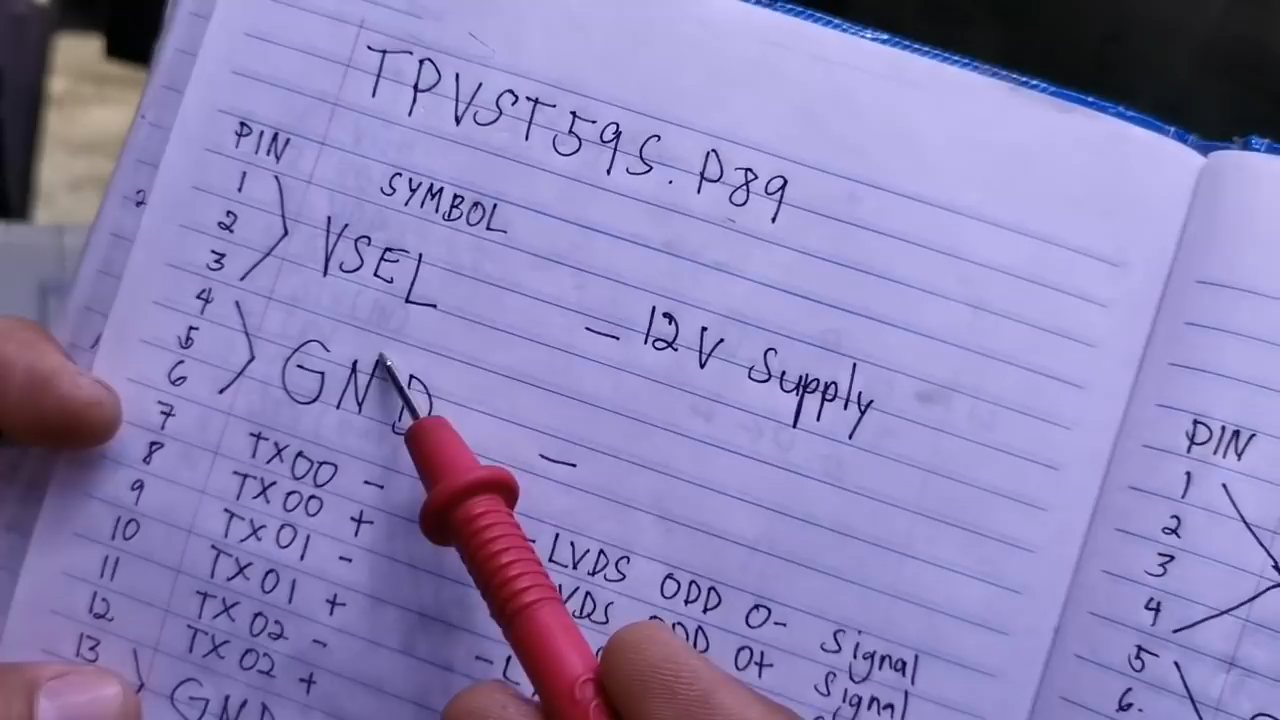 TPVST59S.P89
PIN SYMBOL
1
2 VSEL - 12V Supply
3
4
5 GND -
6
7 TX00 - - LVDS ODD 0- Signal
8 TX00 + LVDS ODD 0+ Signal
9 TX01 -
10 TX01 +
11 TX02 -
12 TX02 +
13 GND
PIN
1
2
3
4
5
6.